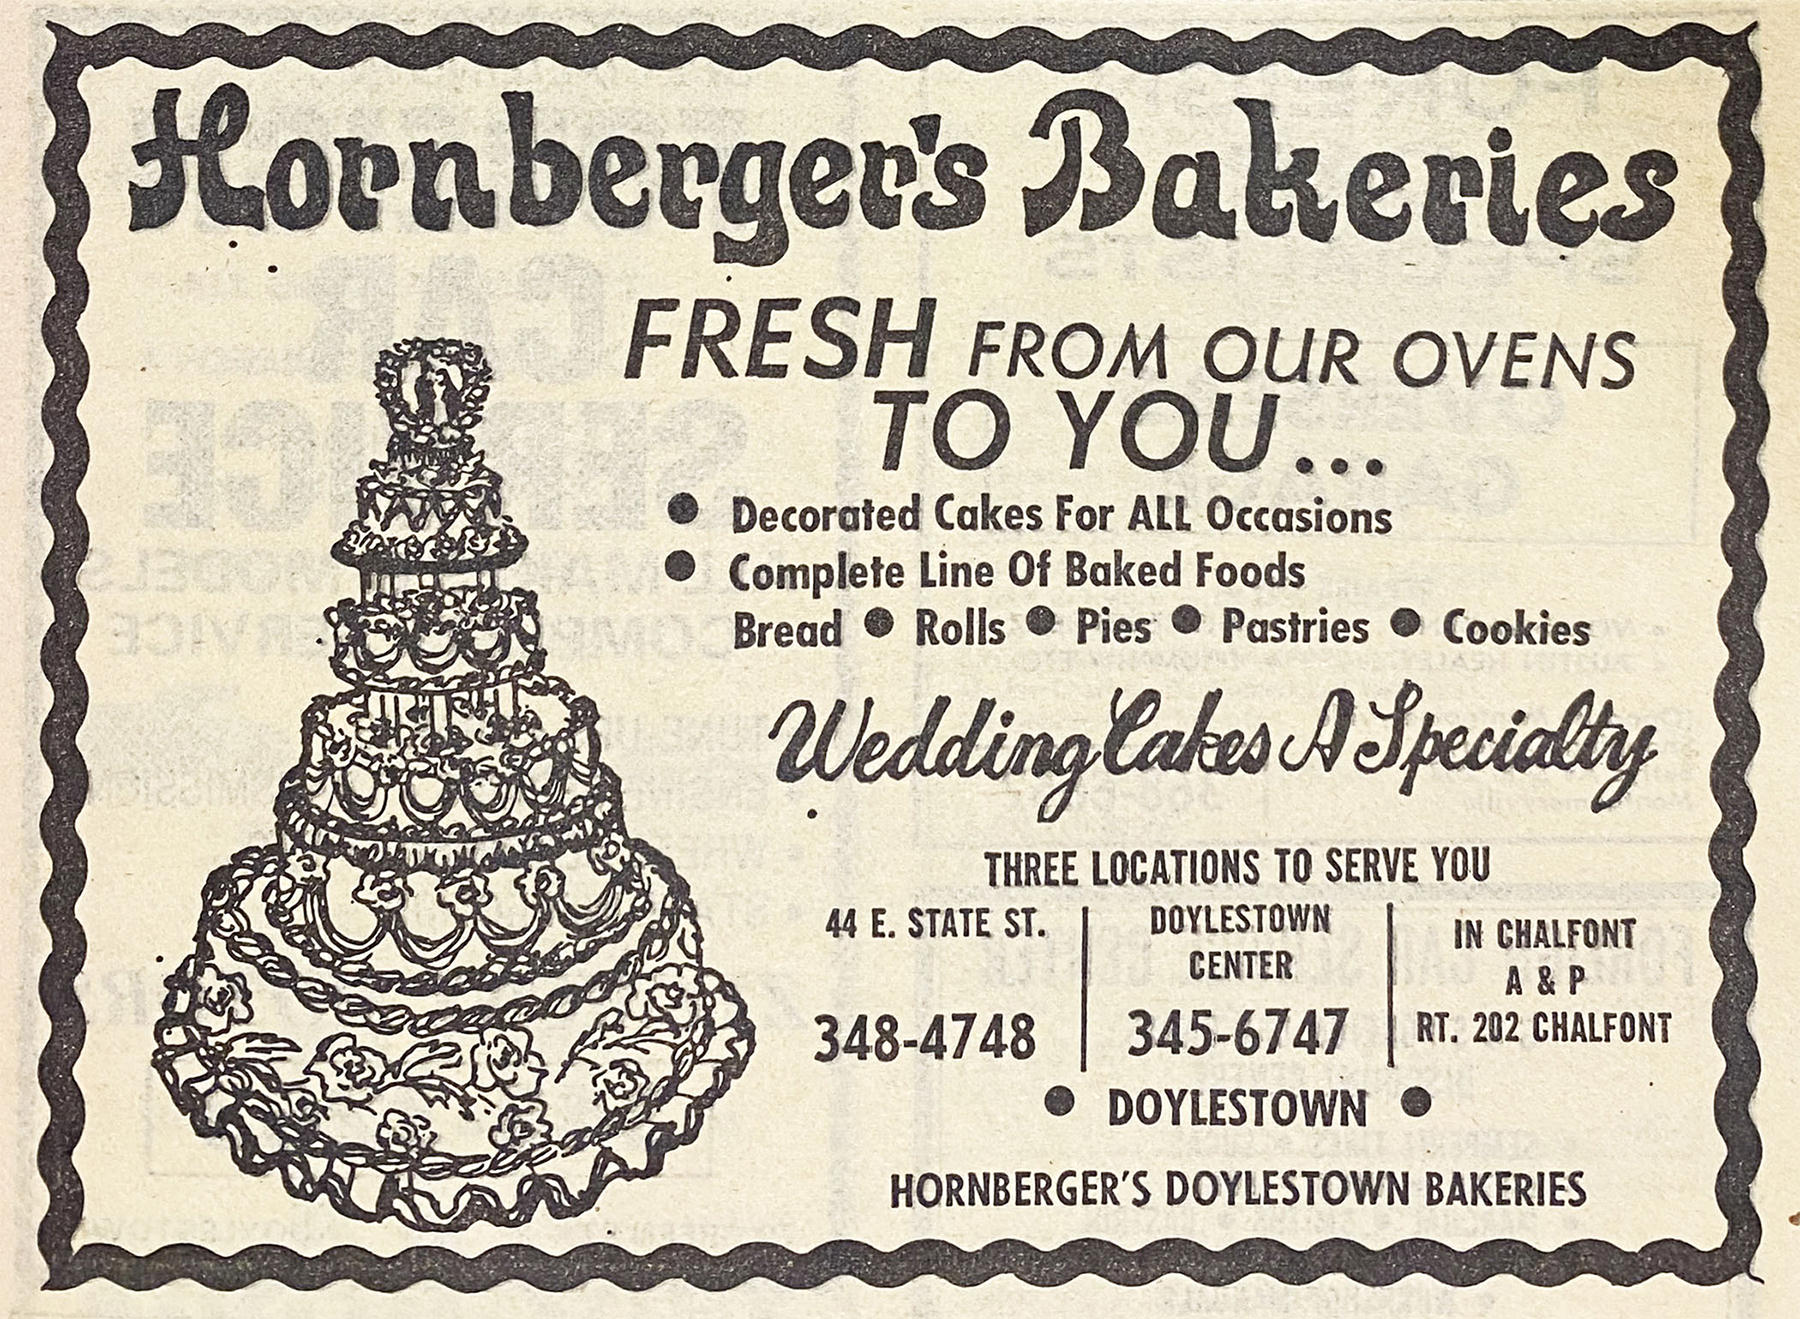 Hornberger's Bakeries
FRESH FROM OUR OVENS
TO YOU...
• Decorated Cakes For ALL Occasions
• Complete Line Of Baked Foods
Bread • Rolls • Pies • Pastries • Cookies
Wedding Cakes A Specialty
THREE LOCATIONS TO SERVE YOU
44 E. STATE ST.
348-4748
DOYLESTOWN
CENTER
345-6747
IN CHALFONT
A & P
RT. 202 CHALFONT
• DOYLESTOWN •
HORNBERGER'S DOYLESTOWN BAKERIES